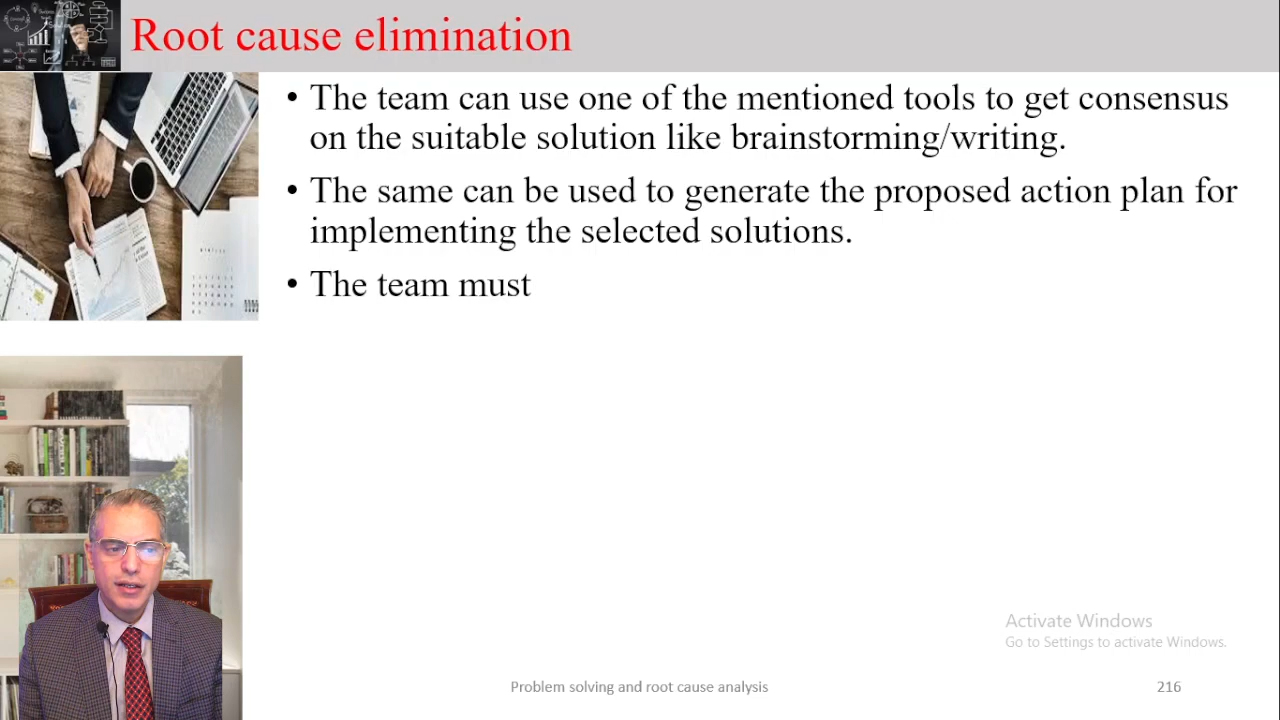 Root cause elimination
• The team can use one of the mentioned tools to get consensus
on the suitable solution like brainstorming/writing.
• The same can be used to generate the proposed action plan for
implementing the selected solutions.
• The team must
Activate Windows
Go to Settings to activate Windows.
Problem solving and root cause analysis
216